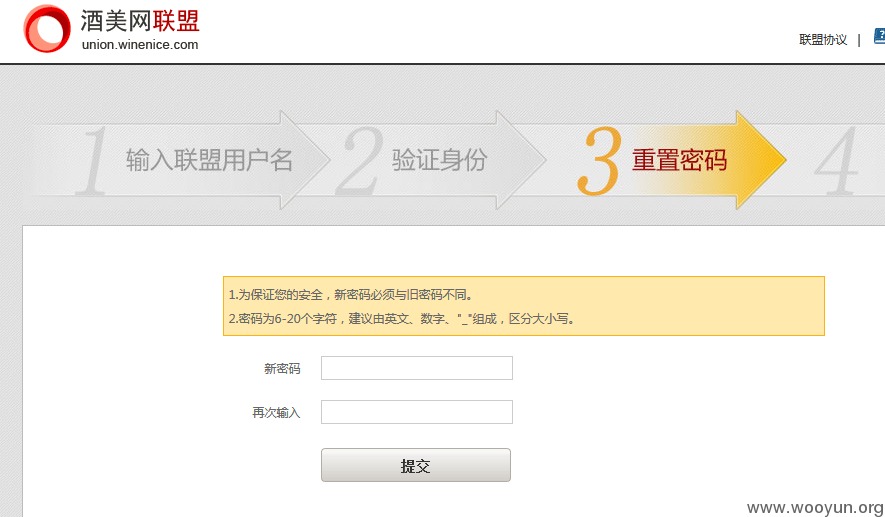 酒美网联盟
union.winenice.com
联盟协议 | ?
1 输入联盟用户名 2 验证身份 3 重置密码 4
1.为保证您的安全，新密码必须与旧密码不同。
2.密码为6-20个字符，建议由英文、数字、"_"组成，区分大小写。
新密码
再次输入
提交
www.wooyun.org